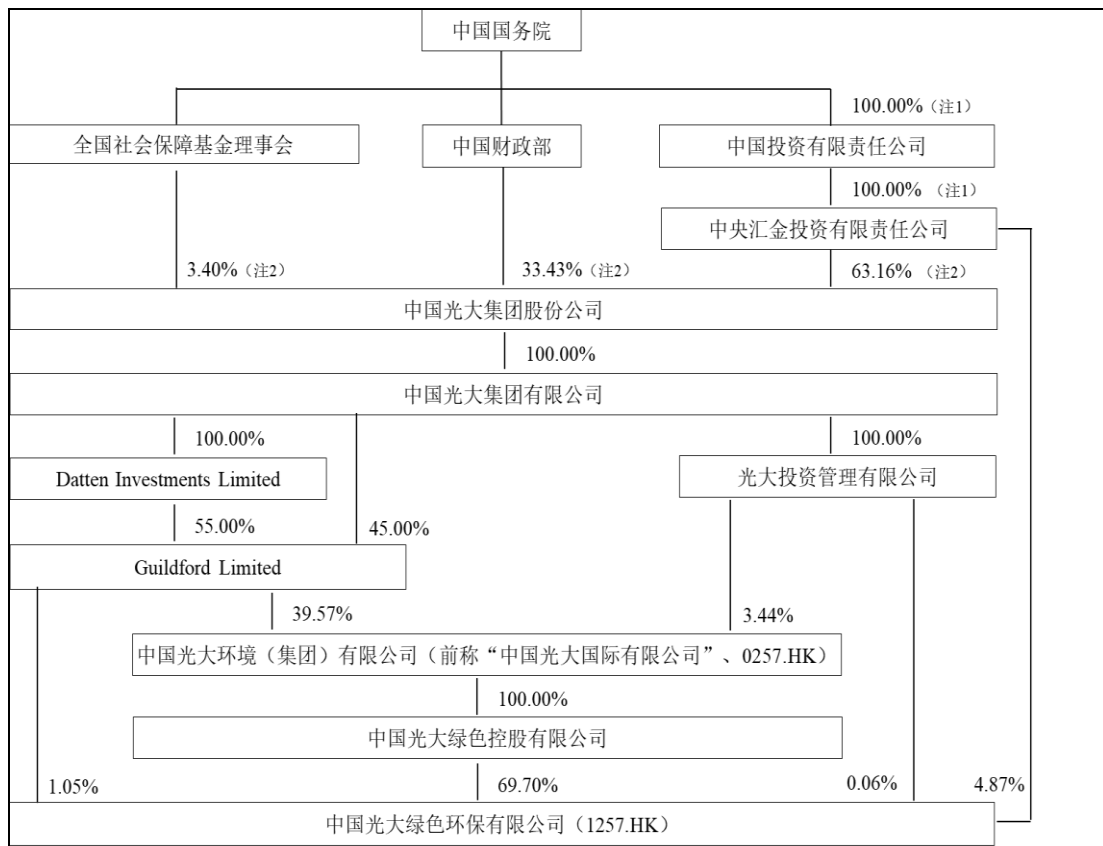 中国国务院
100.00%（注1）
全国社会保障基金理事会
中国财政部
中国投资有限责任公司
100.00% （注1）
中央汇金投资有限责任公司
3.40%（注2）
33.43%（注2）
63.16% （注2）
中国光大集团股份公司
100.00%
中国光大集团有限公司
100.00%
100.00%
Datten Investments Limited
光大投资管理有限公司
55.00%
45.00%
Guildford Limited
39.57%
3.44%
中国光大环境（集团）有限公司（前称“中国光大国际有限公司”、0257.HK）
100.00%
中国光大绿色控股有限公司
1.05%
69.70%
0.06%
4.87%
中国光大绿色环保有限公司（1257.HK）